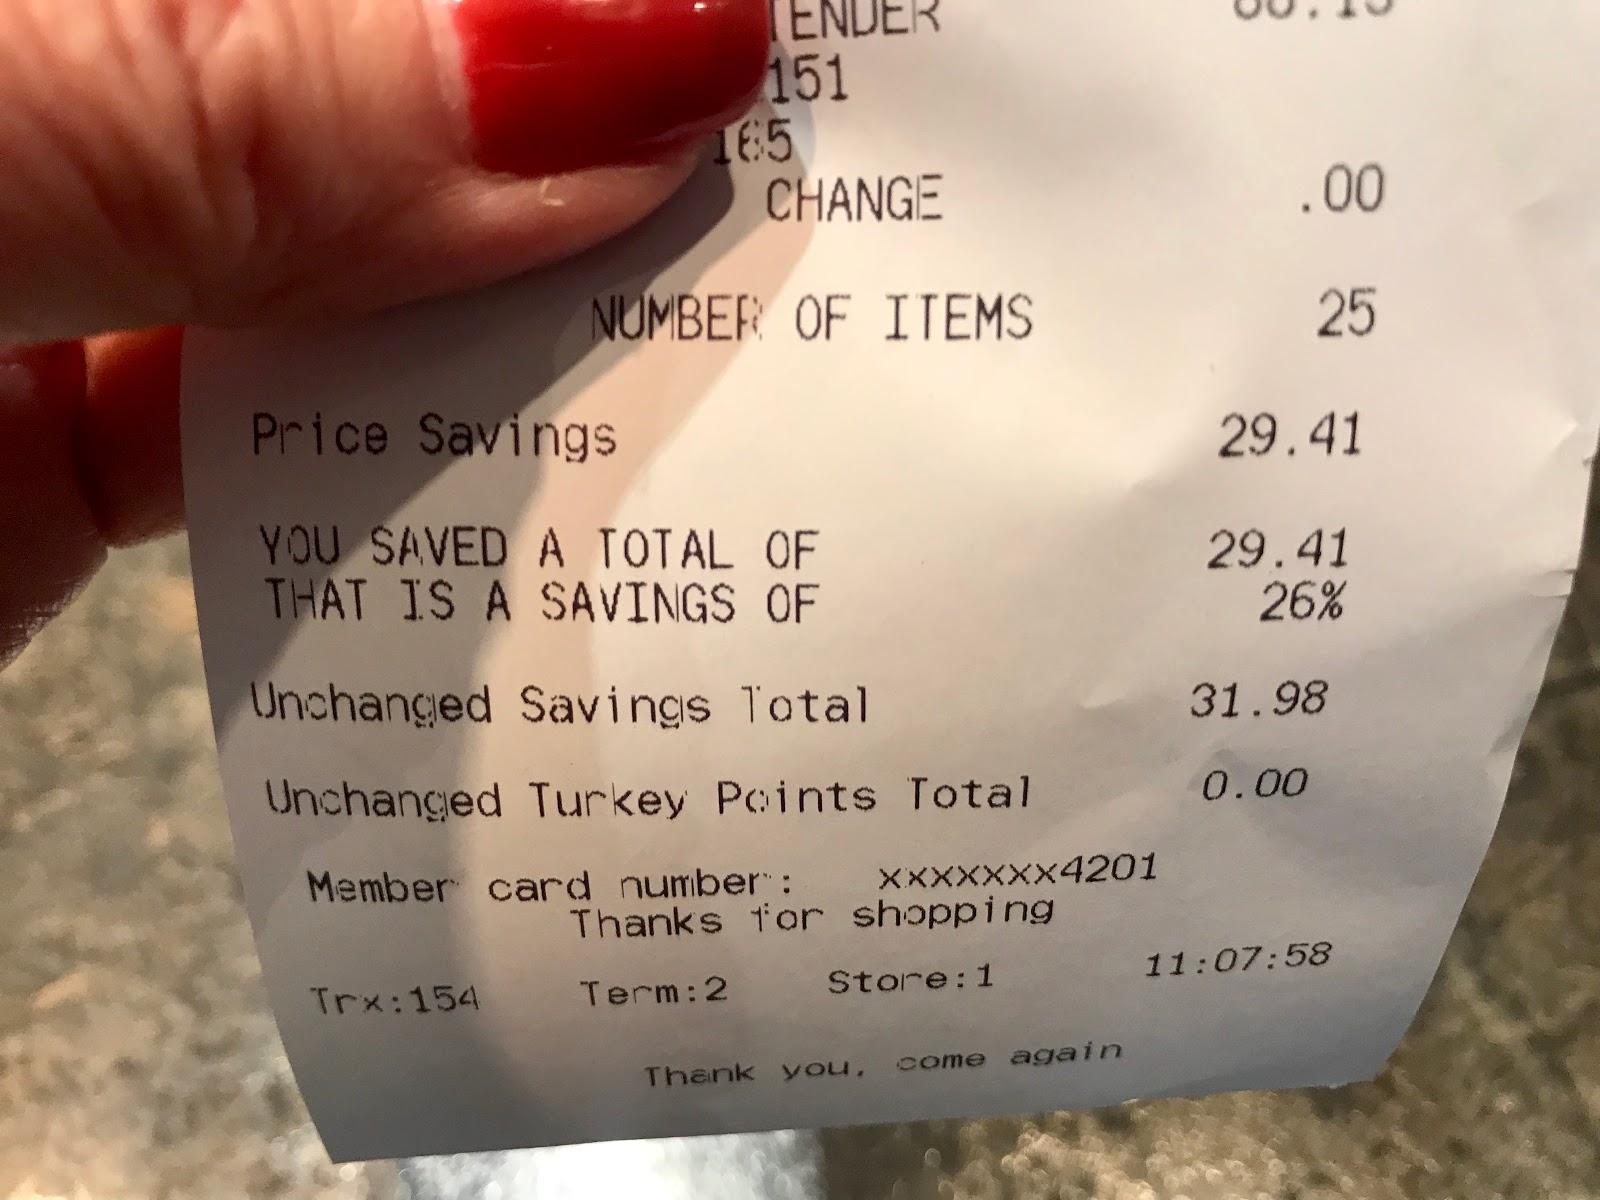 TENDER
151
165
CHANGE .00
NUMBER OF ITEMS 25
Price Savings 29.41
YOU SAVED A TOTAL OF 29.41
THAT IS A SAVINGS OF 26%
Unchanged Savings Total 31.98
Unchanged Turkey Points Total 0.00
Member card number: xxxxxxx4201
Thanks for shopping
Trx:154 Term:2 Store:1 11:07:58
Thank you, come again